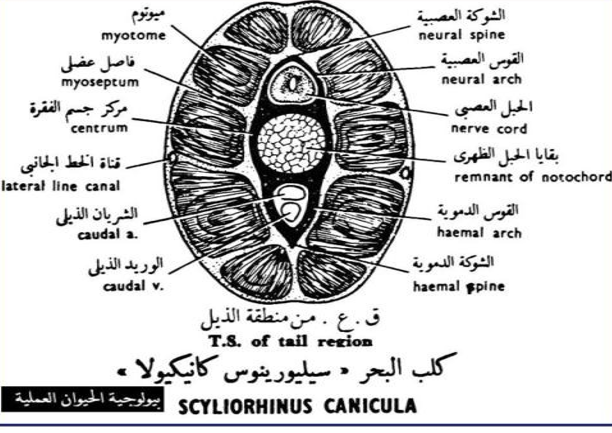 ميوتوم
myotome
فاصل عضلى
myoseptum
مركز جسم الفقرة
centrum
قناة الخط الجانبى
lateral line canal
الشريان الذيلى
caudal a.
الوريد الذيلى
caudal v.
الشوكة العصبية
neural spine
القوس العصبية
neural arch
الحبل العصبى
nerve cord
بقايا الحبل الظهرى
remnant of notochord
القوس الدموية
haemal arch
الشوكة الدموية
haemal spine
ق . ع . من منطقة الذيل
T.S. of tail region
كلب البحر « سيليورينوس كانيكيولا »
بيولوجية الحيوان العملية
SCYLIORHINUS CANICULA